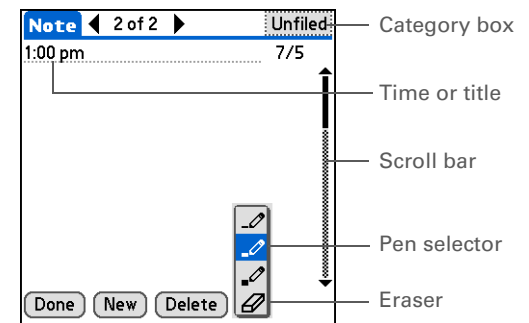 Note 2 of 2 Unfiled
Category box
1:00 pm 7/5
Time or title
Scroll bar
Pen selector
Done New Delete
Eraser